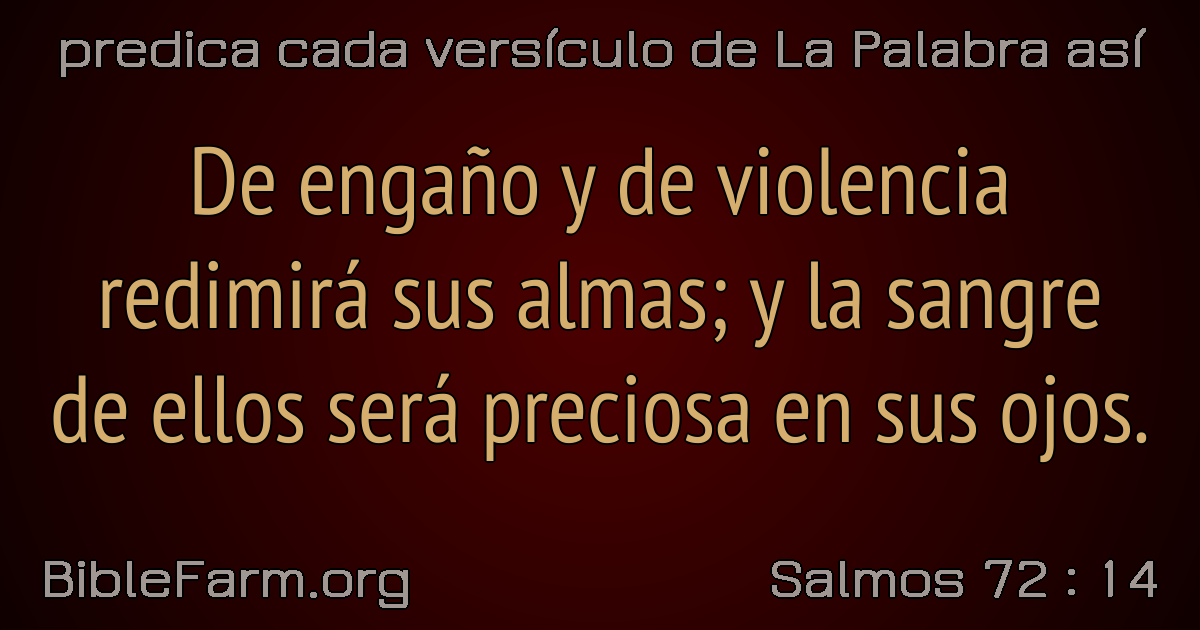 predica cada versículo de La Palabra así
De engaño y de violencia
redimirá sus almas; y la sangre
de ellos será preciosa en sus ojos.
BibleFarm.org
Salmos 72 : 14